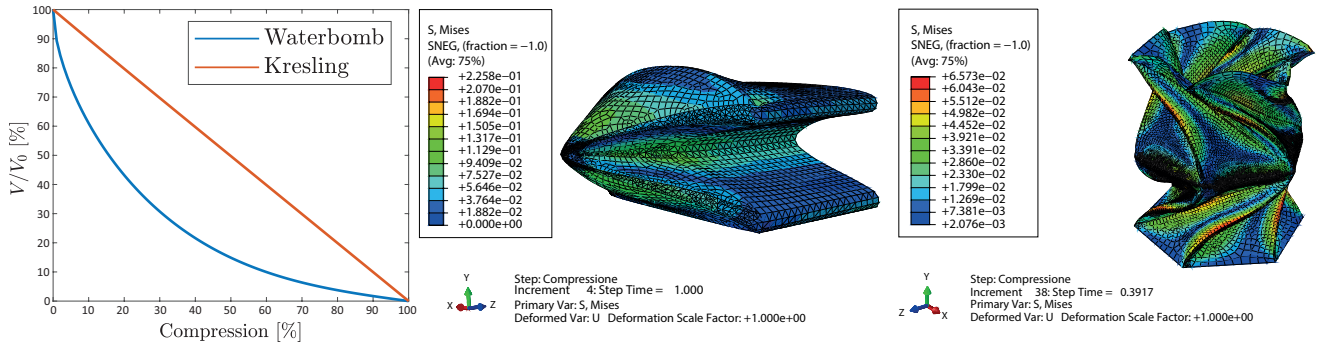 100
90
80
70
60
50
40
30
20
10
0
V/V₀ [%]
0 10 20 30 40 50 60 70 80 90 100
Compression [%]
Waterbomb
Kresling
S, Mises
SNEG, (fraction = −1.0)
(Avg: 75%)
+2.258e−01
+2.070e−01
+1.882e−01
+1.694e−01
+1.505e−01
+1.317e−01
+1.129e−01
+9.409e−02
+7.527e−02
+5.646e−02
+3.764e−02
+1.882e−02
+0.000e+00
Y
X Z
Step: Compressione
Increment 4: Step Time = 1.000
Primary Var: S, Mises
Deformed Var: U Deformation Scale Factor: +1.000e+00
S, Mises
SNEG, (fraction = −1.0)
(Avg: 75%)
+6.573e−02
+6.043e−02
+5.512e−02
+4.982e−02
+4.452e−02
+3.921e−02
+3.391e−02
+2.860e−02
+2.330e−02
+1.799e−02
+1.269e−02
+7.381e−03
+2.076e−03
Y
Z X
Step: Compressione
Increment 38: Step Time = 0.3917
Primary Var: S, Mises
Deformed Var: U Deformation Scale Factor: +1.000e+00